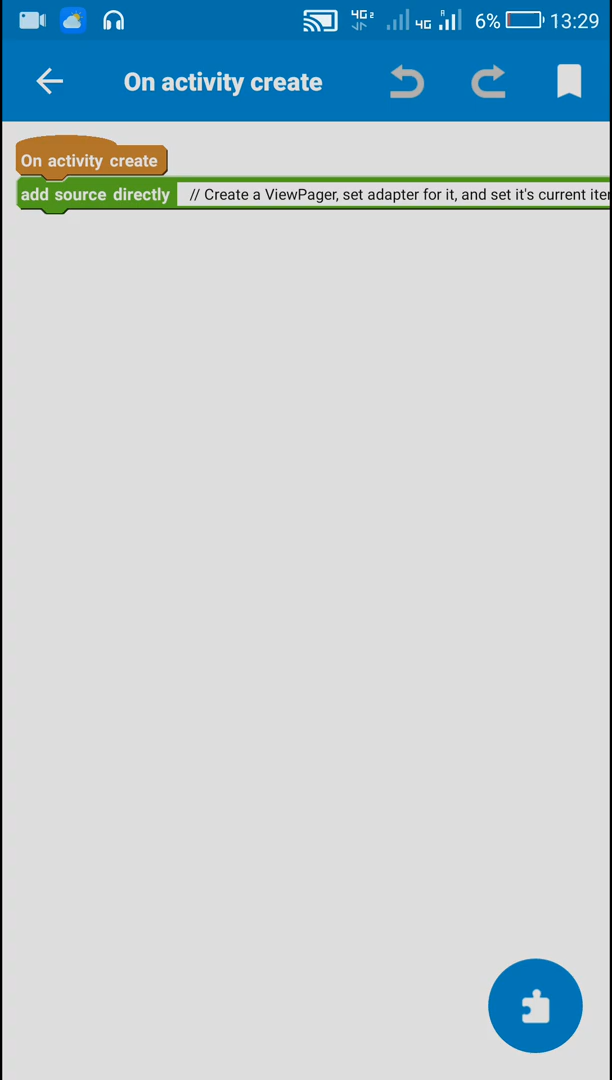 4G 2 4G R 6% 13:29
On activity create
On activity create
add source directly // Create a ViewPager, set adapter for it, and set it's current